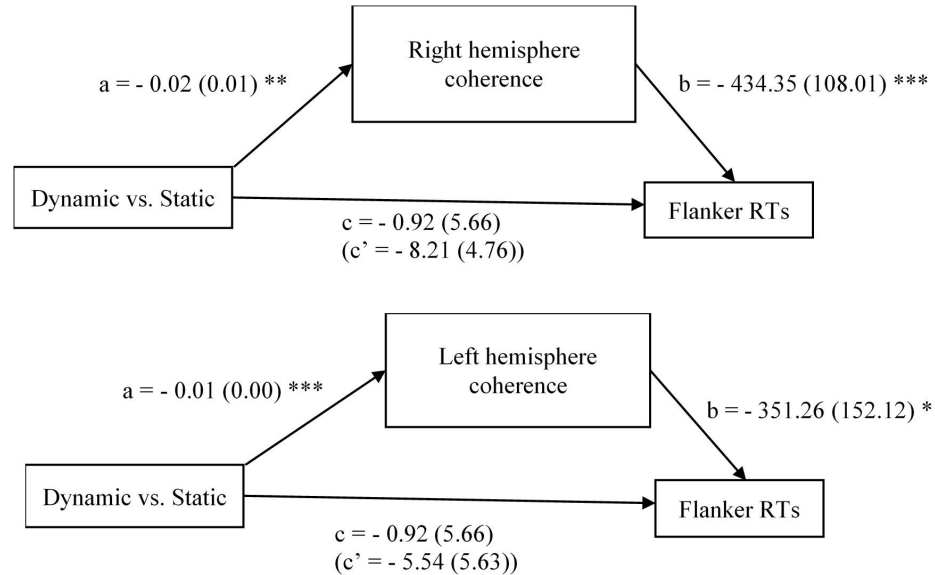 Right hemisphere
coherence
a = - 0.02 (0.01) **
b = - 434.35 (108.01) ***
Dynamic vs. Static
Flanker RTs
c = - 0.92 (5.66)
(c’ = - 8.21 (4.76))
Left hemisphere
coherence
a = - 0.01 (0.00) ***
b = - 351.26 (152.12) *
Dynamic vs. Static
Flanker RTs
c = - 0.92 (5.66)
(c’ = - 5.54 (5.63))